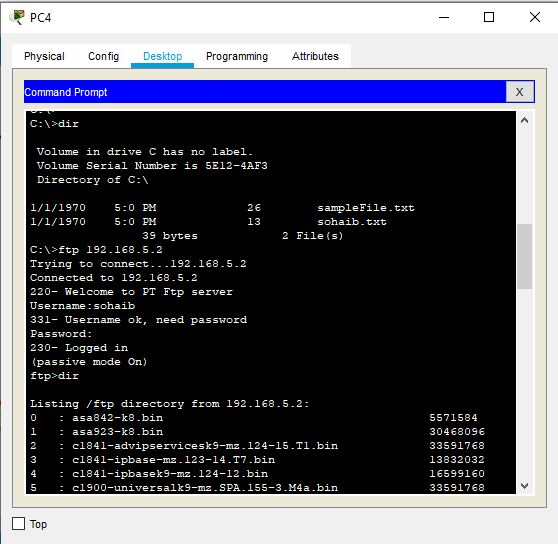 PC4
Physical Config Desktop Programming Attributes
Command Prompt X
C:\>dir
Volume in drive C has no label.
Volume Serial Number is 5E12-4AF3
Directory of C:\
1/1/1970 5:0 PM 26 sampleFile.txt
1/1/1970 5:0 PM 13 sohaib.txt
39 bytes 2 File(s)
C:\>ftp 192.168.5.2
Trying to connect...192.168.5.2
Connected to 192.168.5.2
220- Welcome to PT Ftp server
Username:sohaib
331- Username ok, need password
Password:
230- Logged in
(passive mode On)
ftp>dir
Listing /ftp directory from 192.168.5.2:
0 : asa842-k8.bin 5571584
1 : asa923-k8.bin 30468096
2 : c1841-advipservicesk9-mz.124-15.T1.bin 33591768
3 : c1841-ipbase-mz.123-14.T7.bin 13832032
4 : c1841-ipbasek9-mz.124-12.bin 16599160
5 : c1900-universalk9-mz.SPA.155-3.M4a.bin 33591768
Top